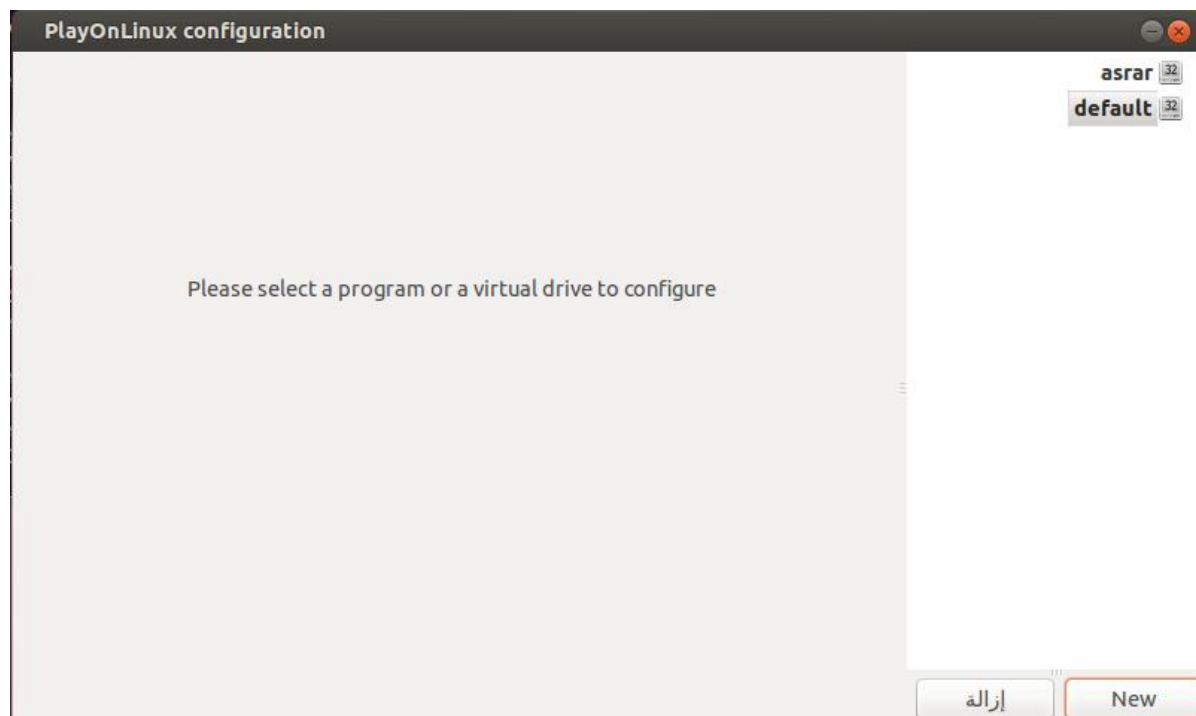 PlayOnLinux configuration
asrar 32
default 32
Please select a program or a virtual drive to configure
إزالة
New